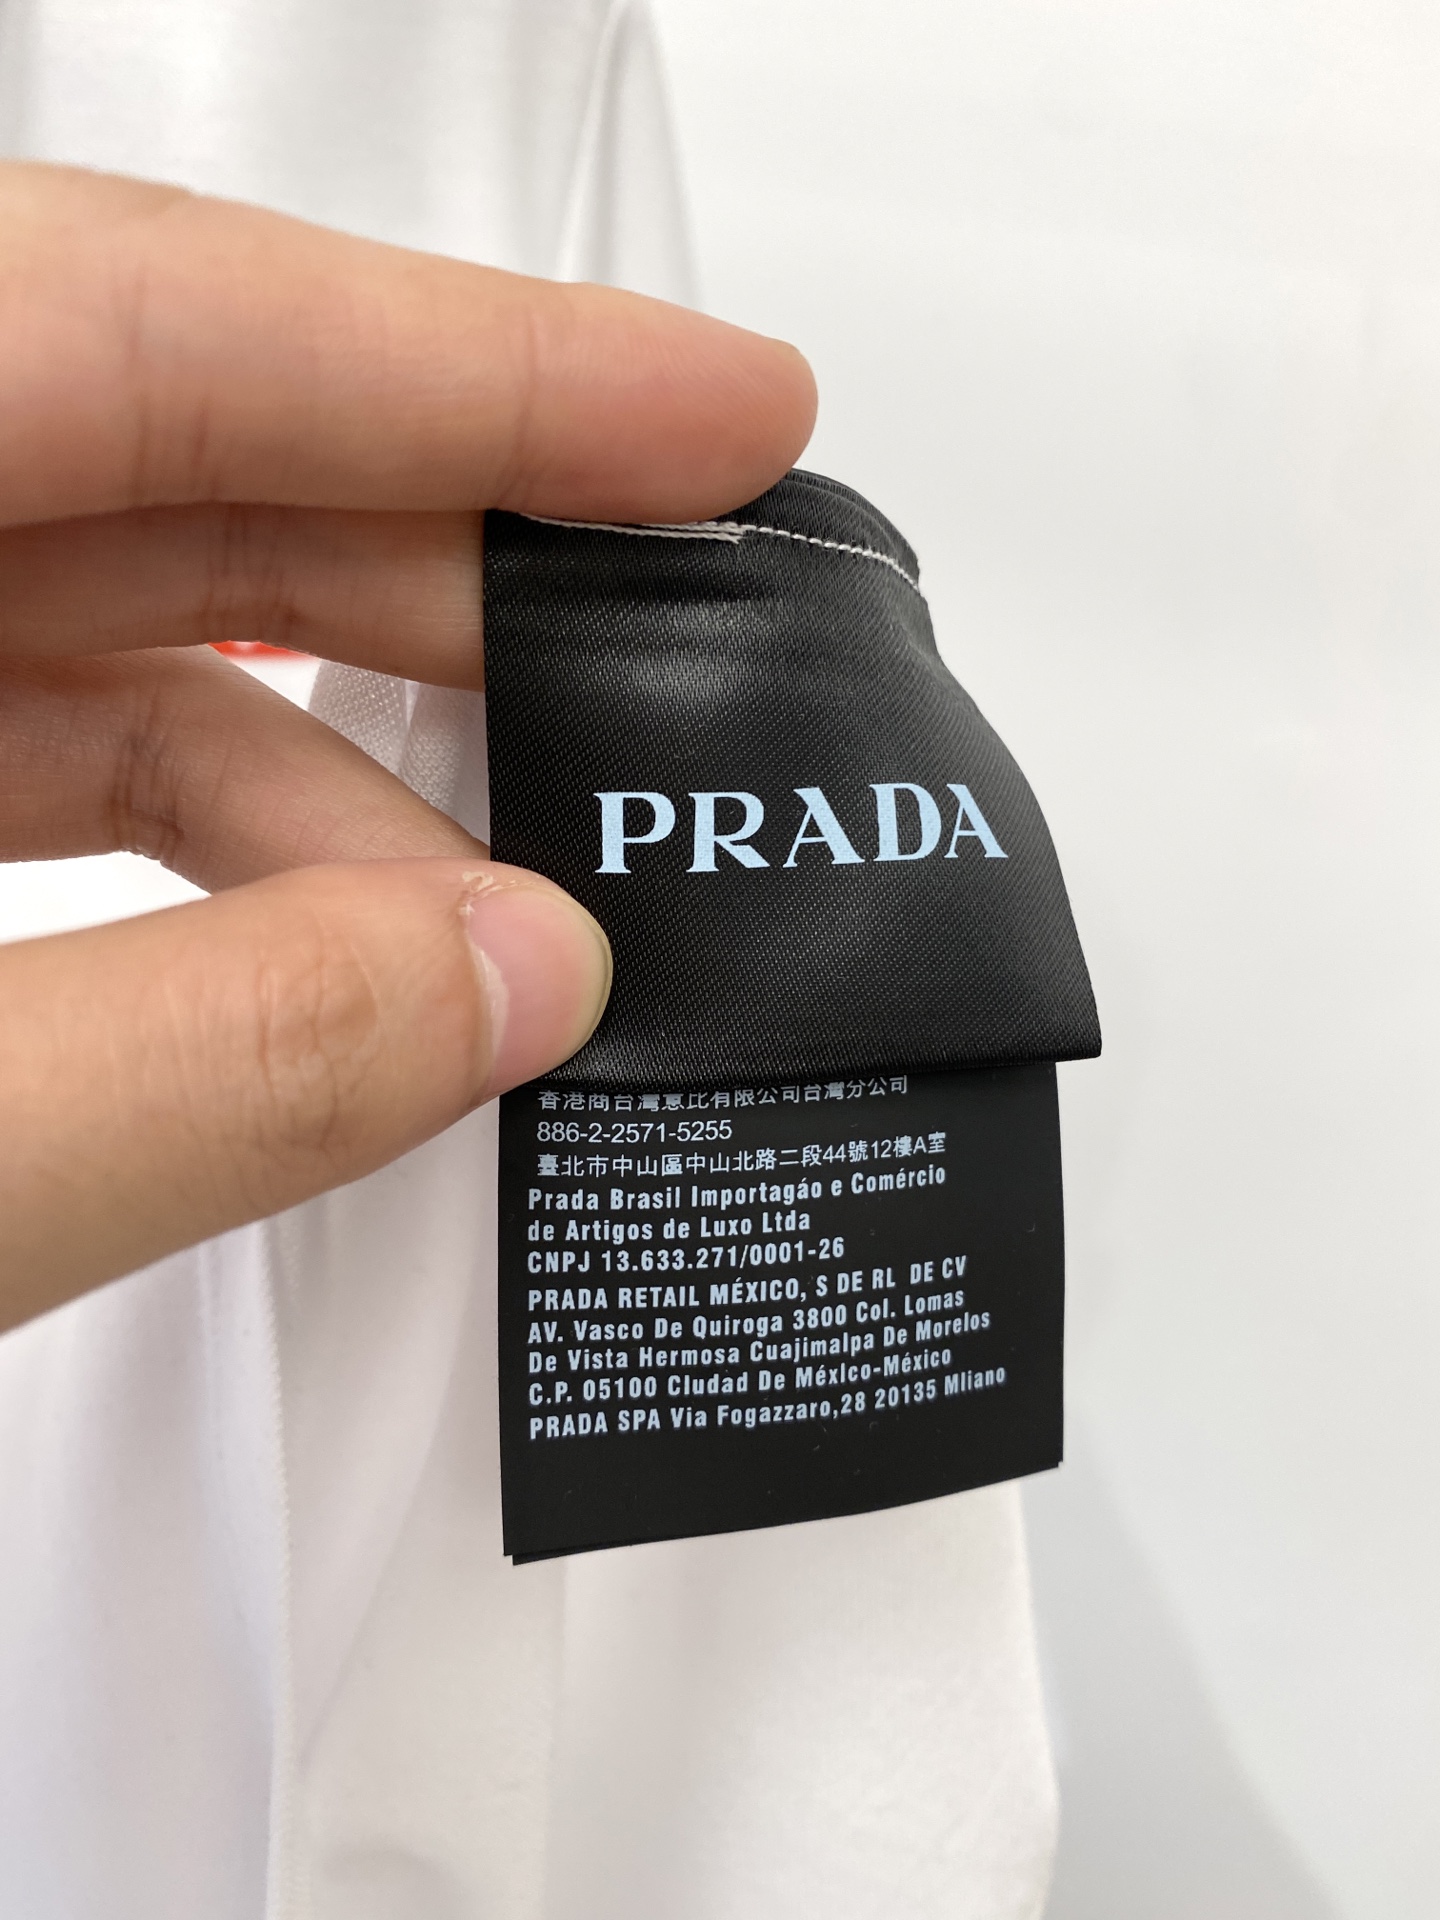 PRADA
香港商台灣意比有限公司台灣分公司
886-2-2571-5255
臺北市中山區中山北路二段44號12樓A室
Prada Brasil Importagáo e Comércio
de Artigos de Luxo Ltda
CNPJ 13.633.271/0001-26
PRADA RETAIL MÉXICO, S DE RL DE CV
AV. Vasco De Quiroga 3800 Col. Lomas
De Vista Hermosa Cuajimalpa De Morelos
C.P. 05100 Cludad De Méxlco-México
PRADA SPA Via Fogazzaro,28 20135 Mliano